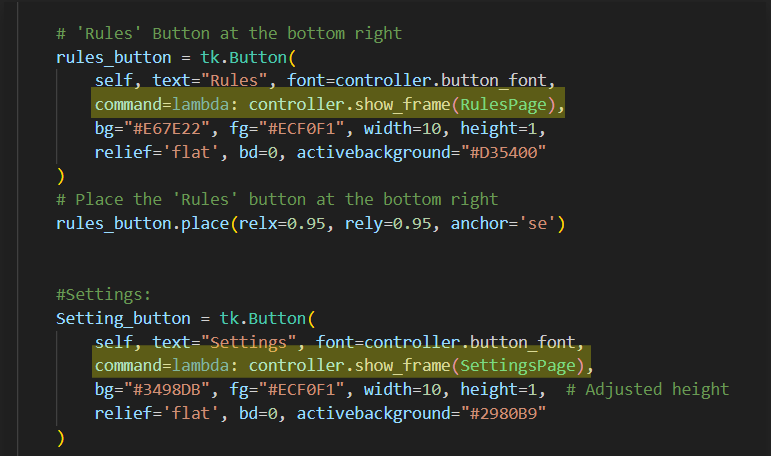 # 'Rules' Button at the bottom right
rules_button = tk.Button(
self, text="Rules", font=controller.button_font,
command=lambda: controller.show_frame(RulesPage),
bg="#E67E22", fg="#ECF0F1", width=10, height=1,
relief='flat', bd=0, activebackground="#D35400"
)
# Place the 'Rules' button at the bottom right
rules_button.place(relx=0.95, rely=0.95, anchor='se')
#Settings:
Setting_button = tk.Button(
self, text="Settings", font=controller.button_font,
command=lambda: controller.show_frame(SettingsPage),
bg="#3498DB", fg="#ECF0F1", width=10, height=1,  # Adjusted height
relief='flat', bd=0, activebackground="#2980B9"
)